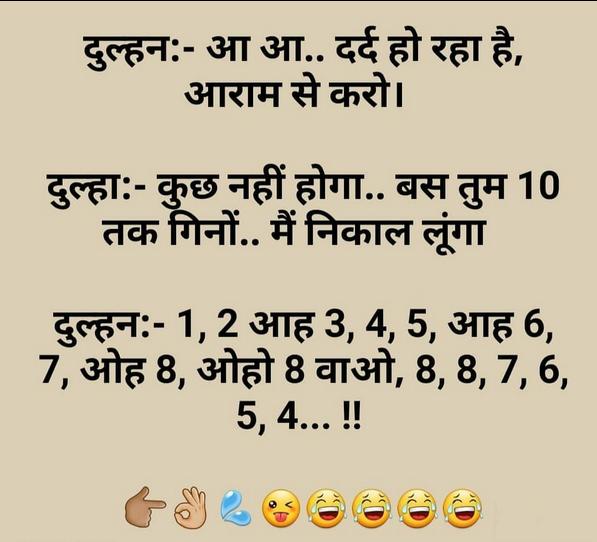 दुल्हन:- आ आ.. दर्द हो रहा है,
आराम से करो।
दुल्हा:- कुछ नहीं होगा.. बस तुम 10
तक गिनों.. मैं निकाल लूंगा
दुल्हन:- 1, 2 आह 3, 4, 5, आह 6,
7, ओह 8, ओहो 8 वाओ, 8, 8, 7, 6,
5, 4... !!
👉🏽👌🏼💦😜😂😂😂😂